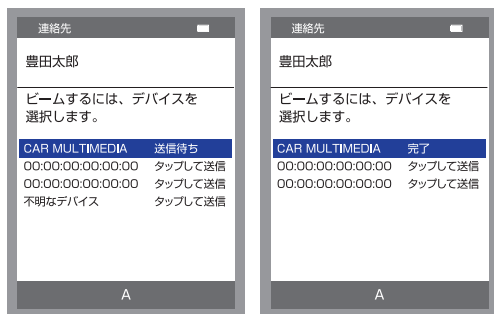 連絡先
豊田太郎
ビームするには、デバイスを
選択します。
CAR MULTIMEDIA 送信待ち
00:00:00:00:00:00 タップして送信
00:00:00:00:00:00 タップして送信
不明なデバイス タップして送信
A
連絡先
豊田太郎
ビームするには、デバイスを
選択します。
CAR MULTIMEDIA 完了
00:00:00:00:00:00 タップして送信
00:00:00:00:00:00 タップして送信
A